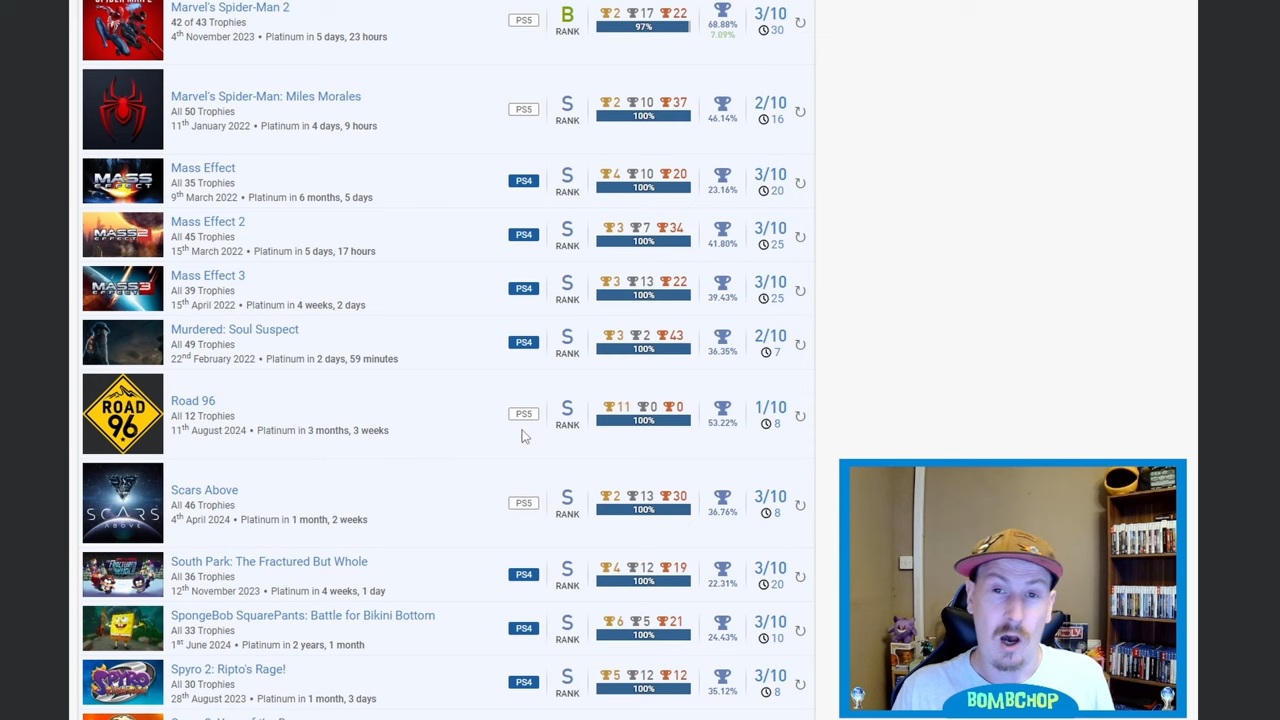 Marvel's Spider-Man 2
42 of 43 Trophies
4th November 2023 • Platinum in 5 days, 23 hours
PS5
B
RANK
2 17 22
97%
68.88%
7.09%
3/10
30
Marvel's Spider-Man: Miles Morales
All 50 Trophies
11th January 2022 • Platinum in 4 days, 9 hours
PS5
S
RANK
2 10 37
100%
46.14%
2/10
16
MASS EFFECT
Mass Effect
All 35 Trophies
9th March 2022 • Platinum in 6 months, 5 days
PS4
S
RANK
4 10 20
100%
23.16%
3/10
20
Mass Effect 2
All 45 Trophies
15th March 2022 • Platinum in 5 days, 17 hours
PS4
S
RANK
3 7 34
100%
41.80%
3/10
25
Mass Effect 3
All 39 Trophies
15th April 2022 • Platinum in 4 weeks, 2 days
PS4
S
RANK
3 13 22
100%
39.43%
3/10
25
Murdered: Soul Suspect
All 49 Trophies
22nd February 2022 • Platinum in 2 days, 59 minutes
PS4
S
RANK
3 2 43
100%
36.35%
2/10
7
ROAD
96
Road 96
All 12 Trophies
11th August 2024 • Platinum in 3 months, 3 weeks
PS5
S
RANK
11 0 0
100%
53.22%
1/10
8
SCARS
ABOVE
Scars Above
All 46 Trophies
4th April 2024 • Platinum in 1 month, 2 weeks
PS5
S
RANK
2 13 30
100%
36.76%
3/10
8
South Park: The Fractured But Whole
All 36 Trophies
12th November 2023 • Platinum in 4 weeks, 1 day
PS4
S
RANK
4 12 19
100%
22.31%
3/10
20
SpongeBob SquarePants: Battle for Bikini Bottom
All 33 Trophies
1st June 2024 • Platinum in 2 years, 1 month
PS4
S
RANK
6 5 21
100%
24.43%
3/10
10
SPYRO
Spyro 2: Ripto's Rage!
All 30 Trophies
28th August 2023 • Platinum in 1 month, 3 days
PS4
S
RANK
5 12 12
100%
35.12%
3/10
8
BOMBCHOP